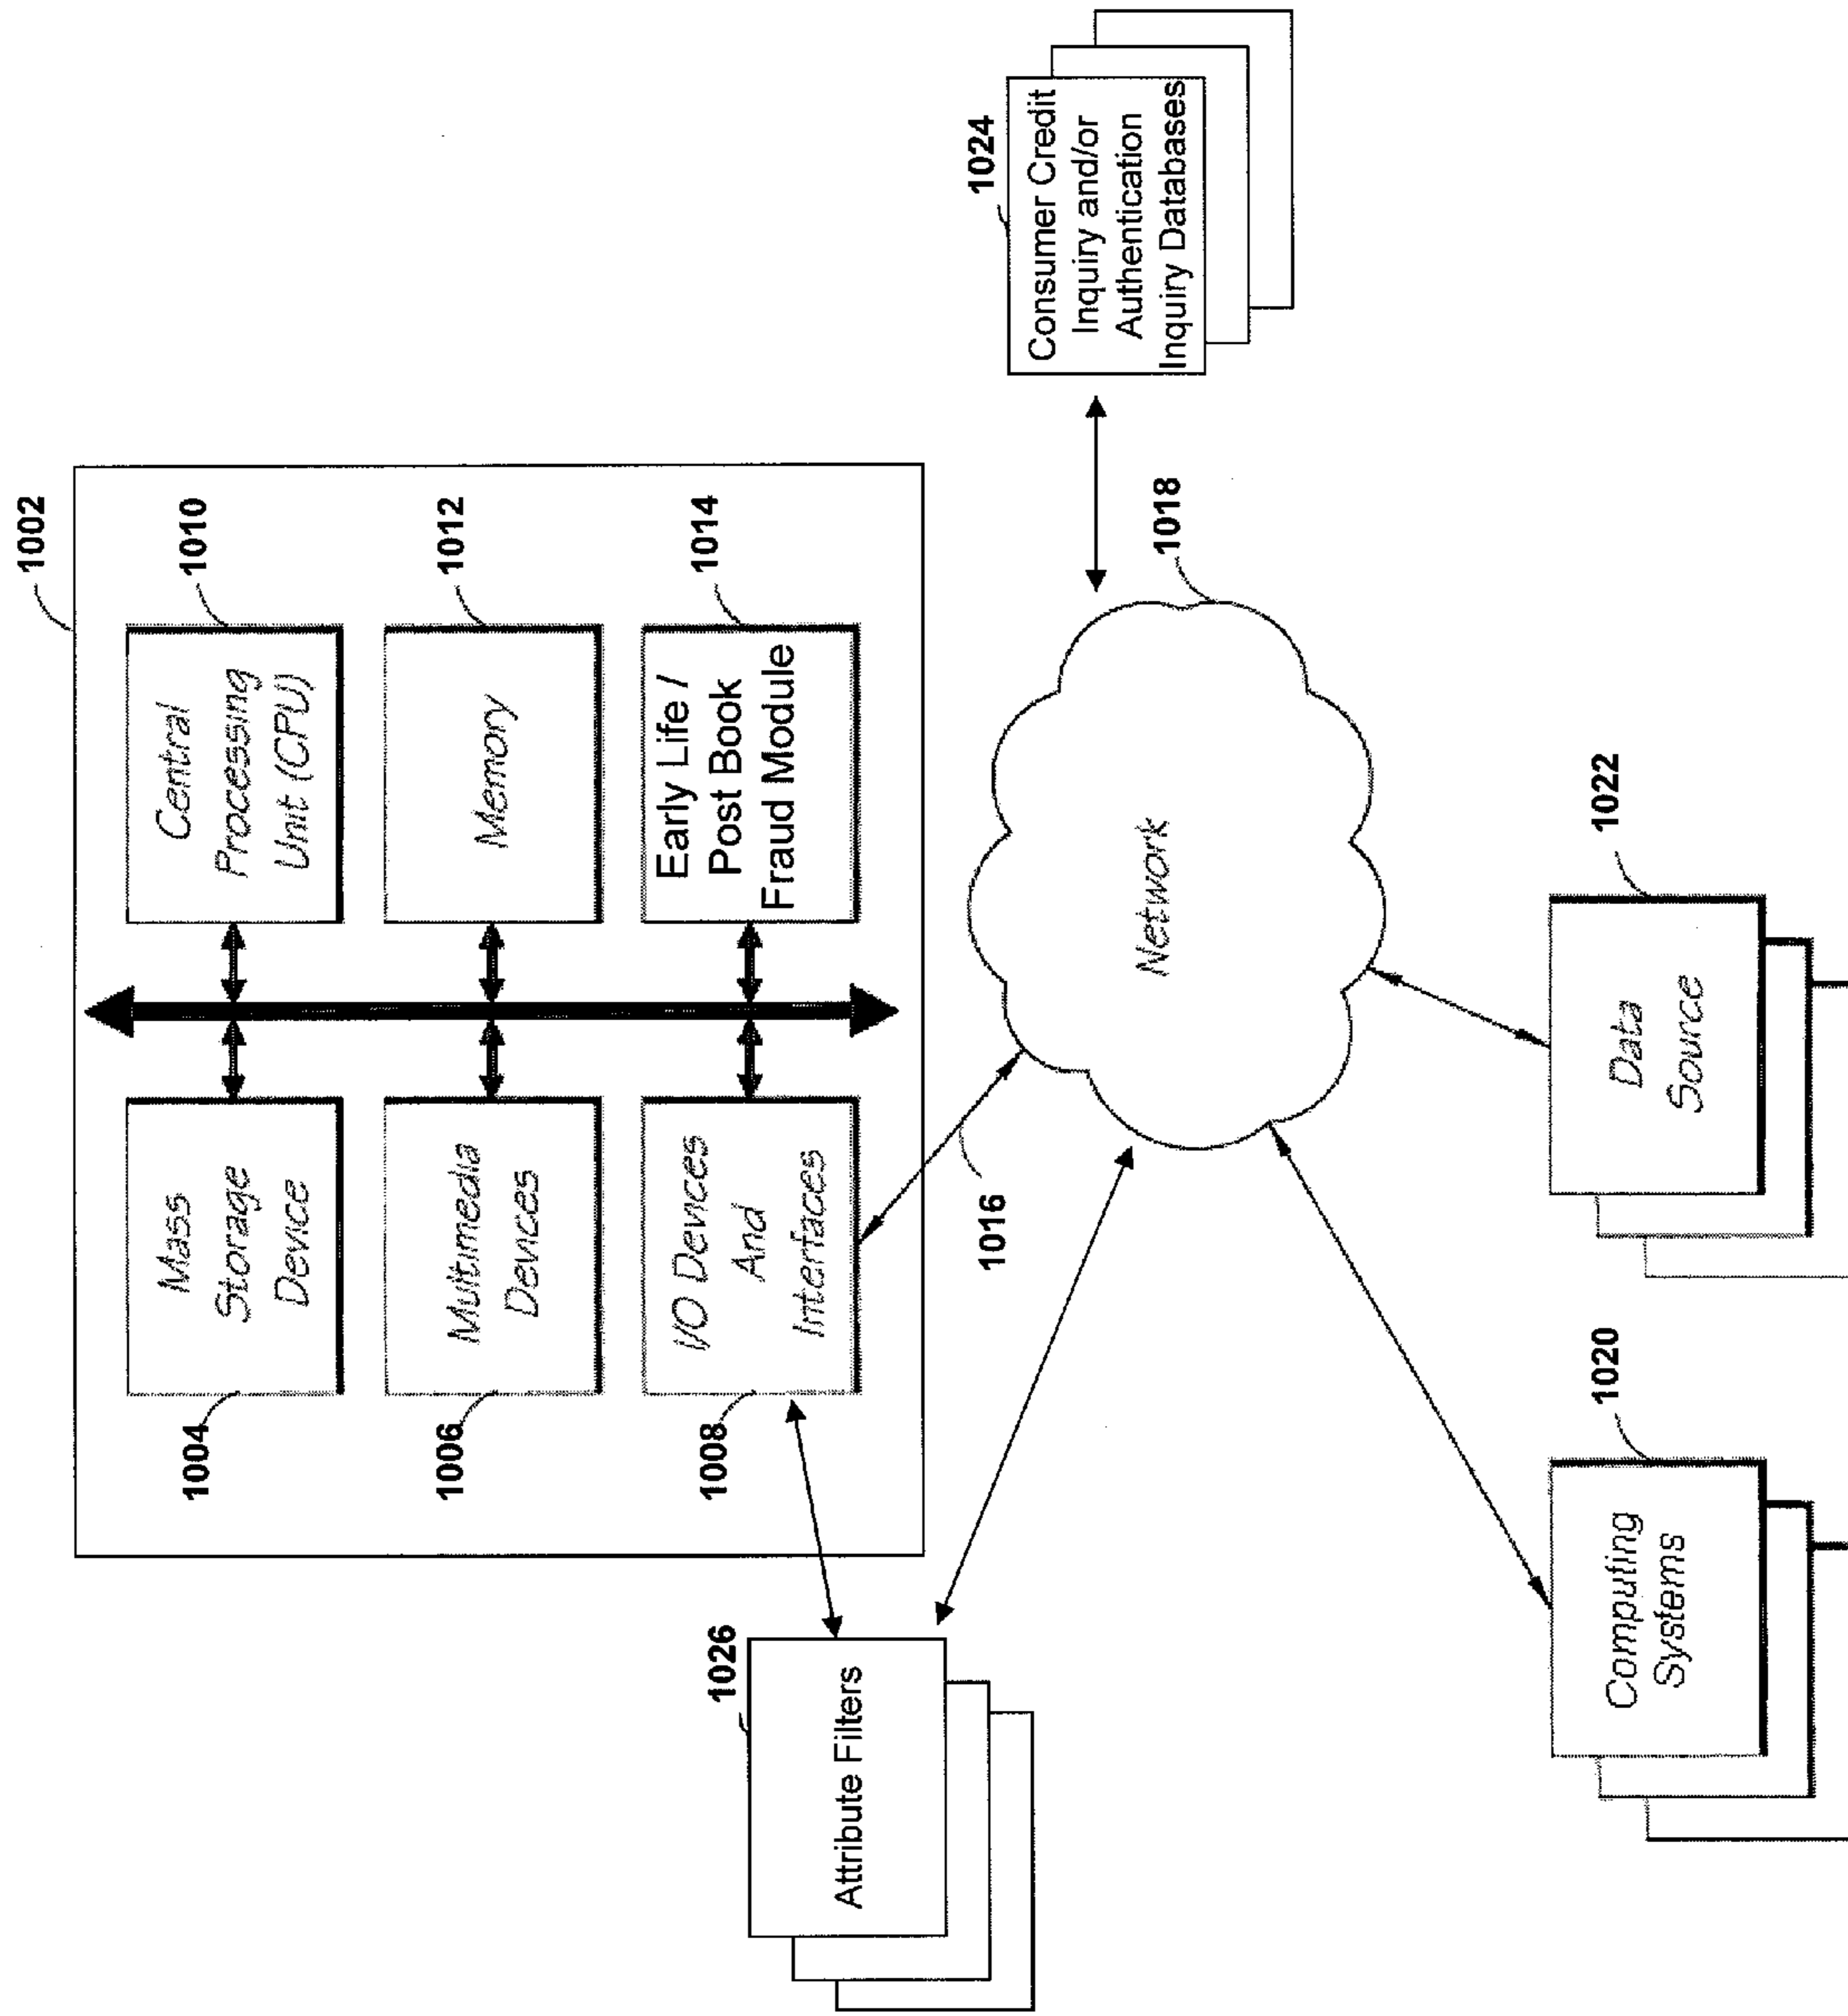 1002
1004
Mass
Storage
Device
Central
Processing
Unit (CPU)
1010
1006
Multimedia
Devices
Memory
1012
1008
I/O Devices
And
Interfaces
Early Life /
Post Book
Fraud Module
1014
1026
Attribute Filters
1016
Network
1018
1024
Consumer Credit
Inquiry and/or
Authentication
Inquiry Databases
1020
Computing
Systems
1022
Data
Source